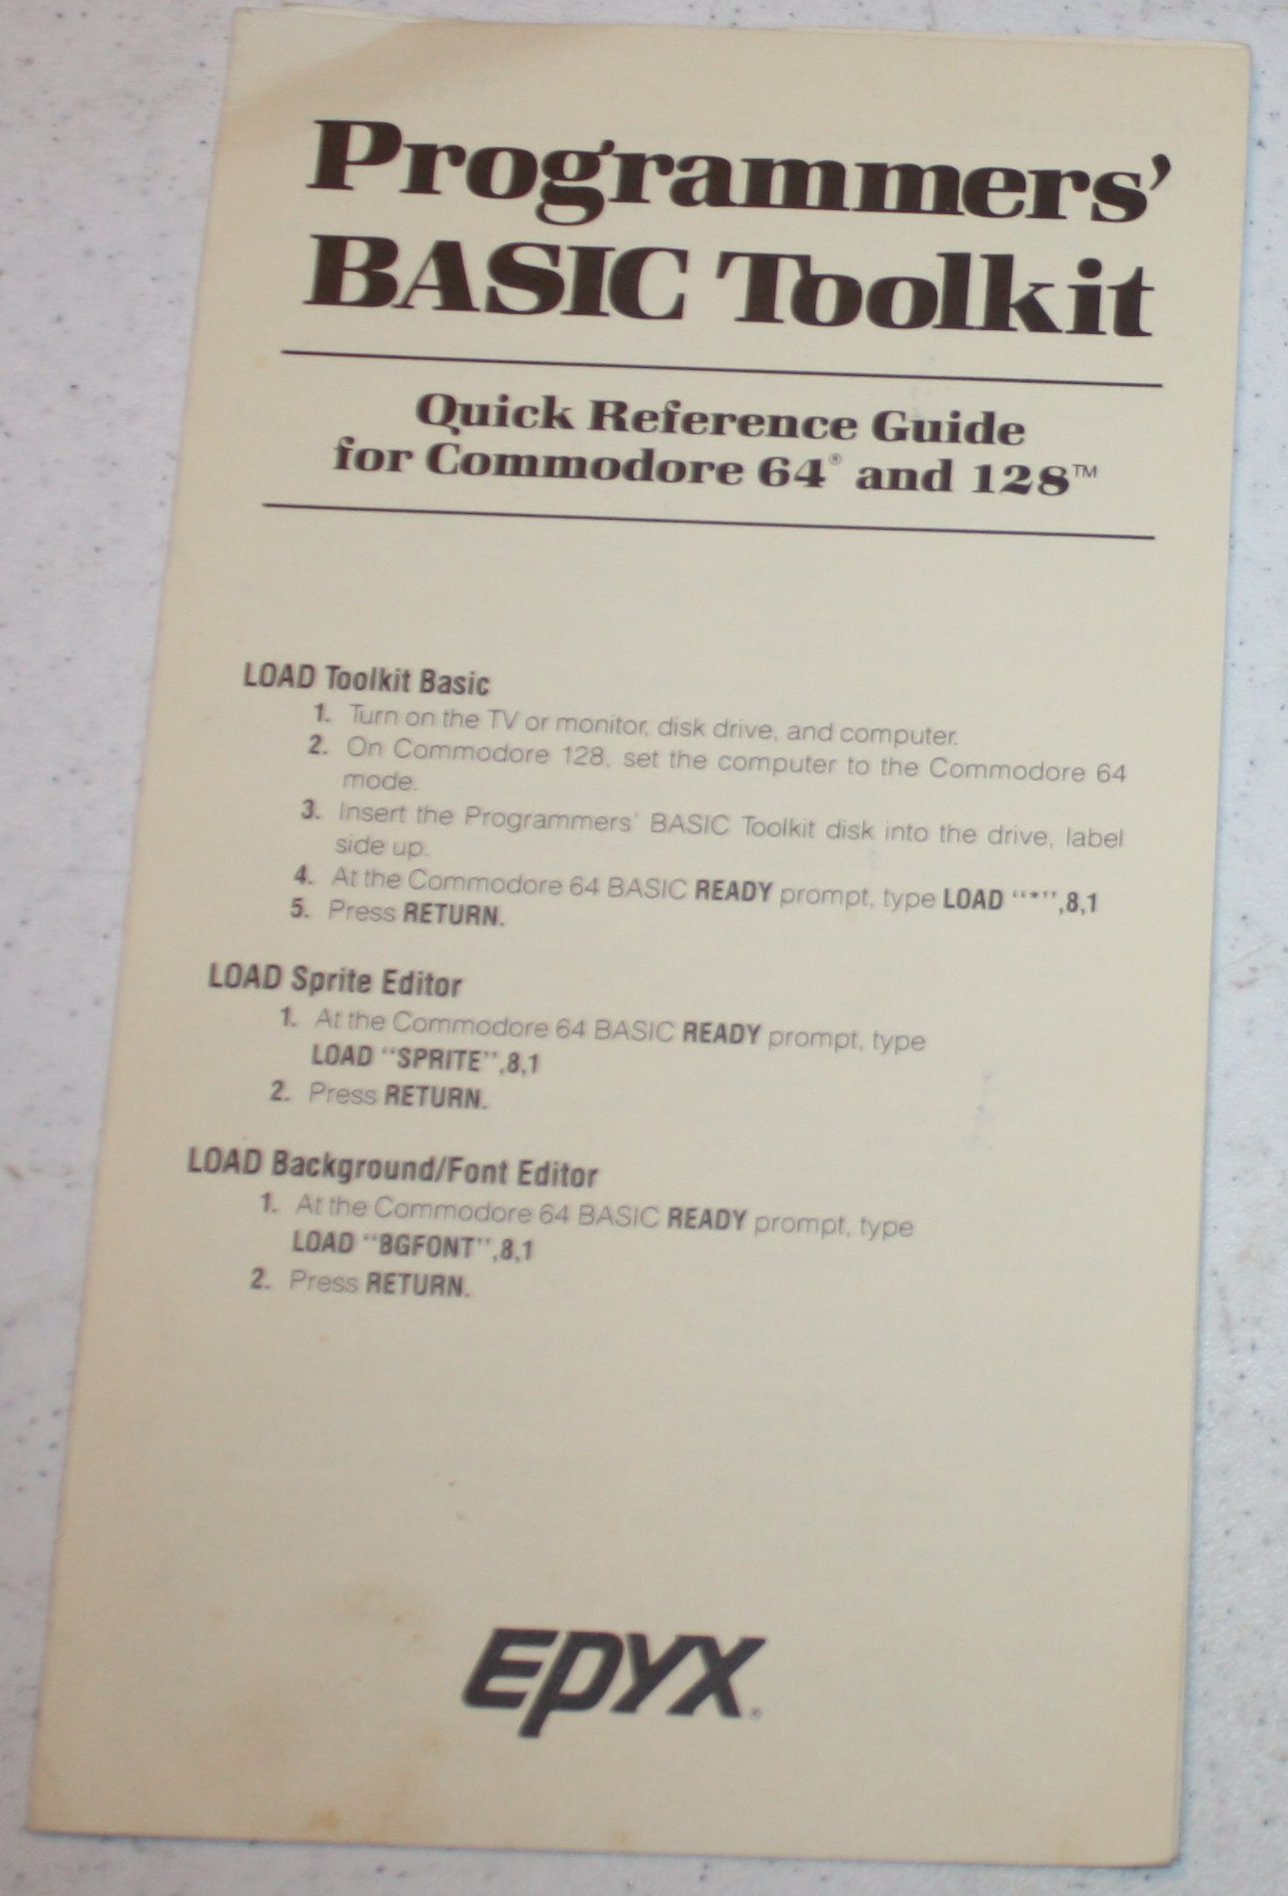 Programmers’
BASIC Toolkit
Quick Reference Guide
for Commodore 64® and 128™
LOAD Toolkit Basic
1. Turn on the TV or monitor, disk drive, and computer.
2. On Commodore 128, set the computer to the Commodore 64
mode.
3. Insert the Programmers’ BASIC Toolkit disk into the drive, label
side up.
4. At the Commodore 64 BASIC READY prompt, type LOAD “*”,8,1
5. Press RETURN.
LOAD Sprite Editor
1. At the Commodore 64 BASIC READY prompt, type
LOAD “SPRITE”,8,1
2. Press RETURN.
LOAD Background/Font Editor
1. At the Commodore 64 BASIC READY prompt, type
LOAD “BGFONT”,8,1
2. Press RETURN.
EPYX®